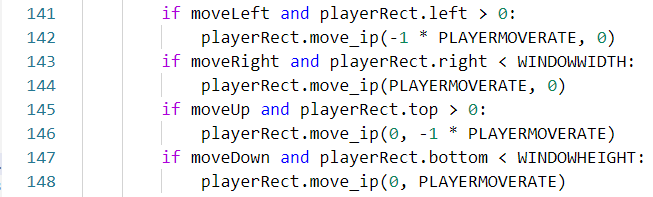 141 if moveLeft and playerRect.left > 0:
142 playerRect.move_ip(-1 * PLAYERMOVERATE, 0)
143 if moveRight and playerRect.right < WINDOWWIDTH:
144 playerRect.move_ip(PLAYERMOVERATE, 0)
145 if moveUp and playerRect.top > 0:
146 playerRect.move_ip(0, -1 * PLAYERMOVERATE)
147 if moveDown and playerRect.bottom < WINDOWHEIGHT:
148 playerRect.move_ip(0, PLAYERMOVERATE)